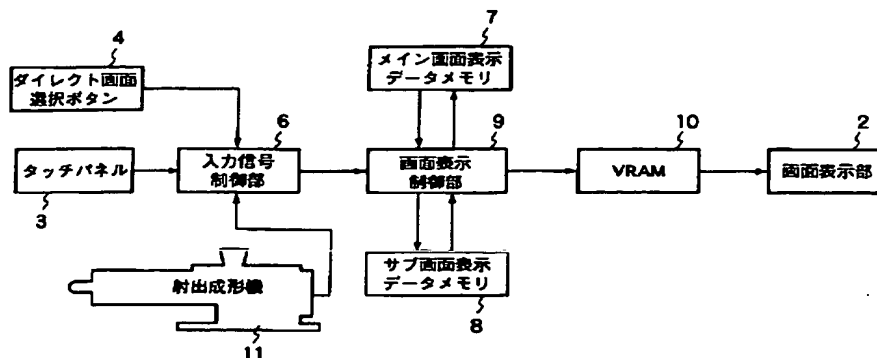 4
ダイレクト画面
選択ボタン
3
タッチパネル
6
入力信号
制御部
7
メイン画面表示
データメモリ
9
画面表示
制御部
サブ画面表示
データメモリ
8
10
VRAM
2
画面表示部
射出成形機
11